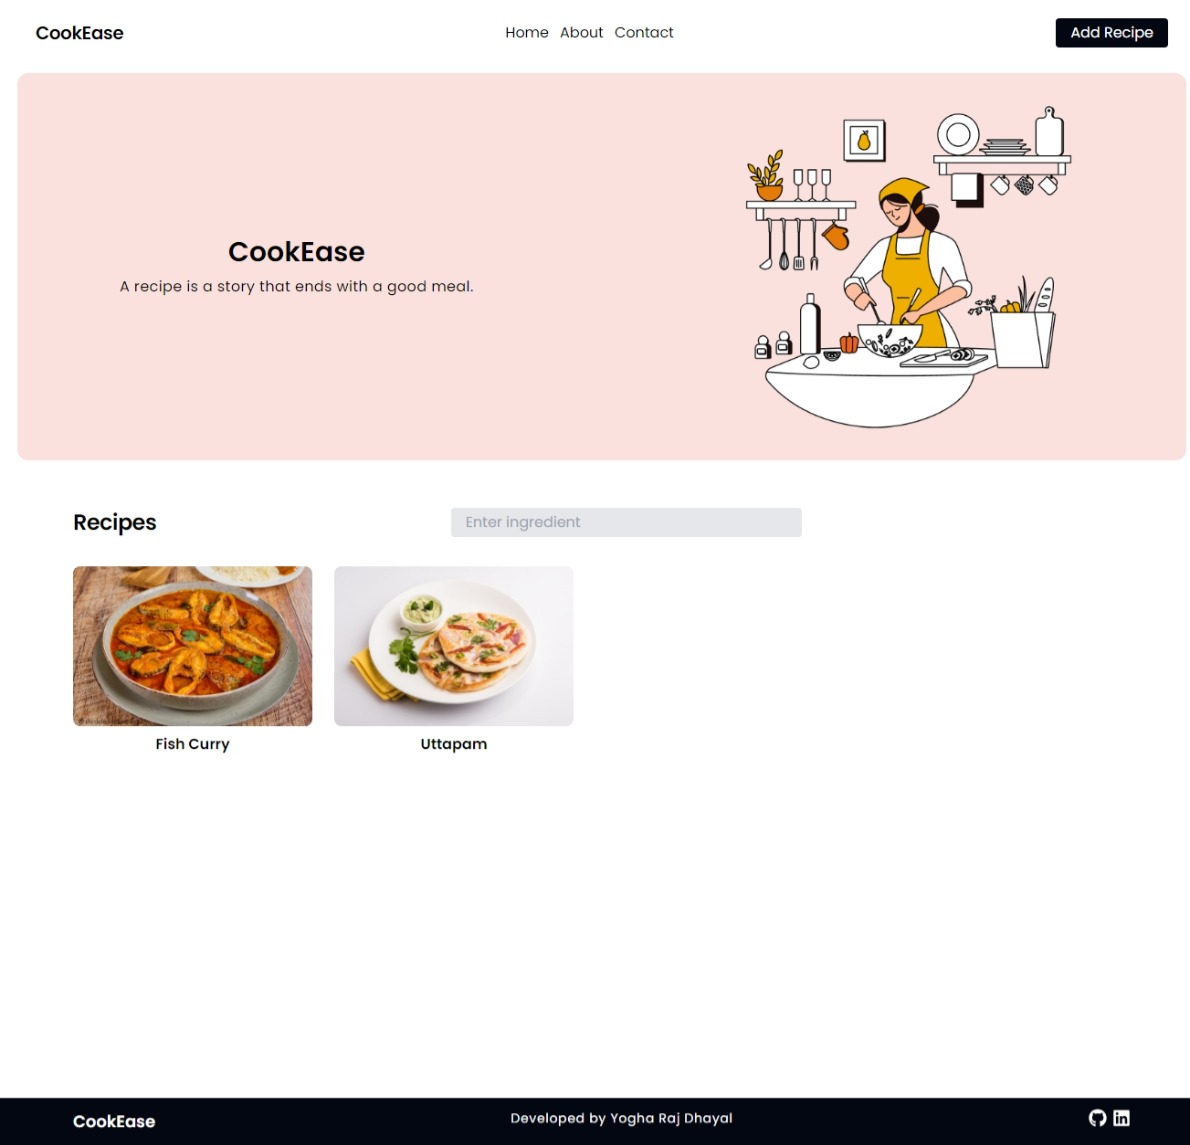 CookEase
Home About Contact
Add Recipe
CookEase
A recipe is a story that ends with a good meal.
Recipes
Enter ingredient
Fish Curry
Uttapam
CookEase
Developed by Yogha Raj Dhayal
in